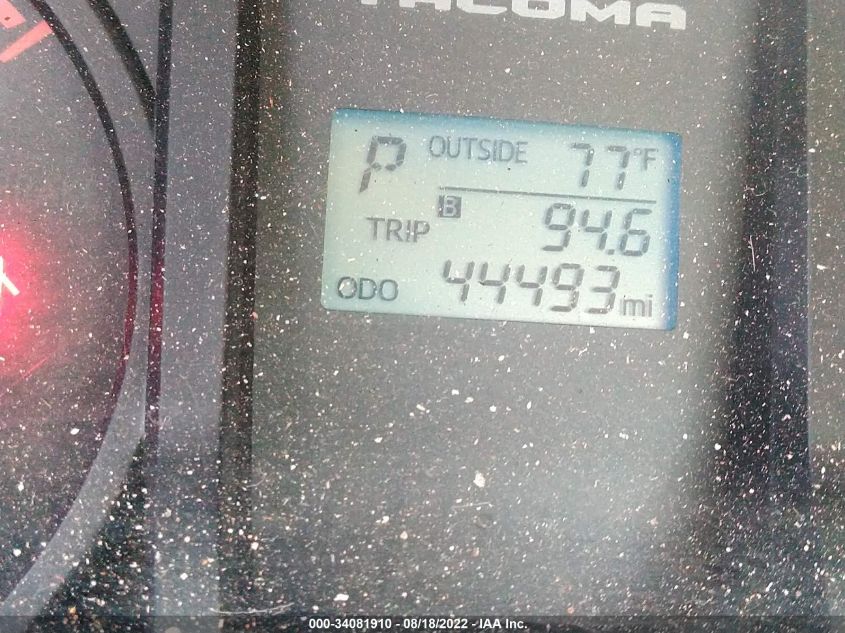 TACOMA
P OUTSIDE 77°F
B
TRIP 94.6
ODO 44493 mi
000-34081910 - 08/18/2022 - IAA Inc.